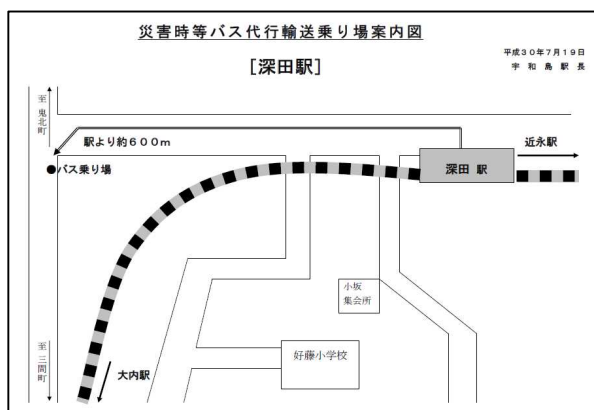 災害時等バス代行輸送乗り場案内図
平成30年7月19日
宇和島駅長
[深田駅]
至 鬼北町
駅より約600m
近永駅
深田 駅
●バス乗り場
小坂
集会所
好藤小学校
至 三間町
大内駅